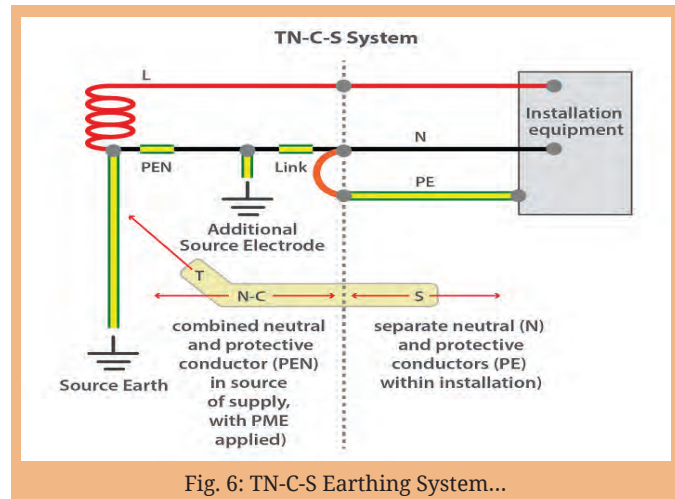 TN-C-S System
L
Installation
equipment
N
PEN
Link
PE
Additional
Source Electrode
T
N-C
S
combined neutral
and protective
conductor (PEN)
in source
of supply,
with PME
applied)
separate neutral (N)
and protective
conductors (PE)
within installation)
Source Earth
Fig. 6: TN-C-S Earthing System...